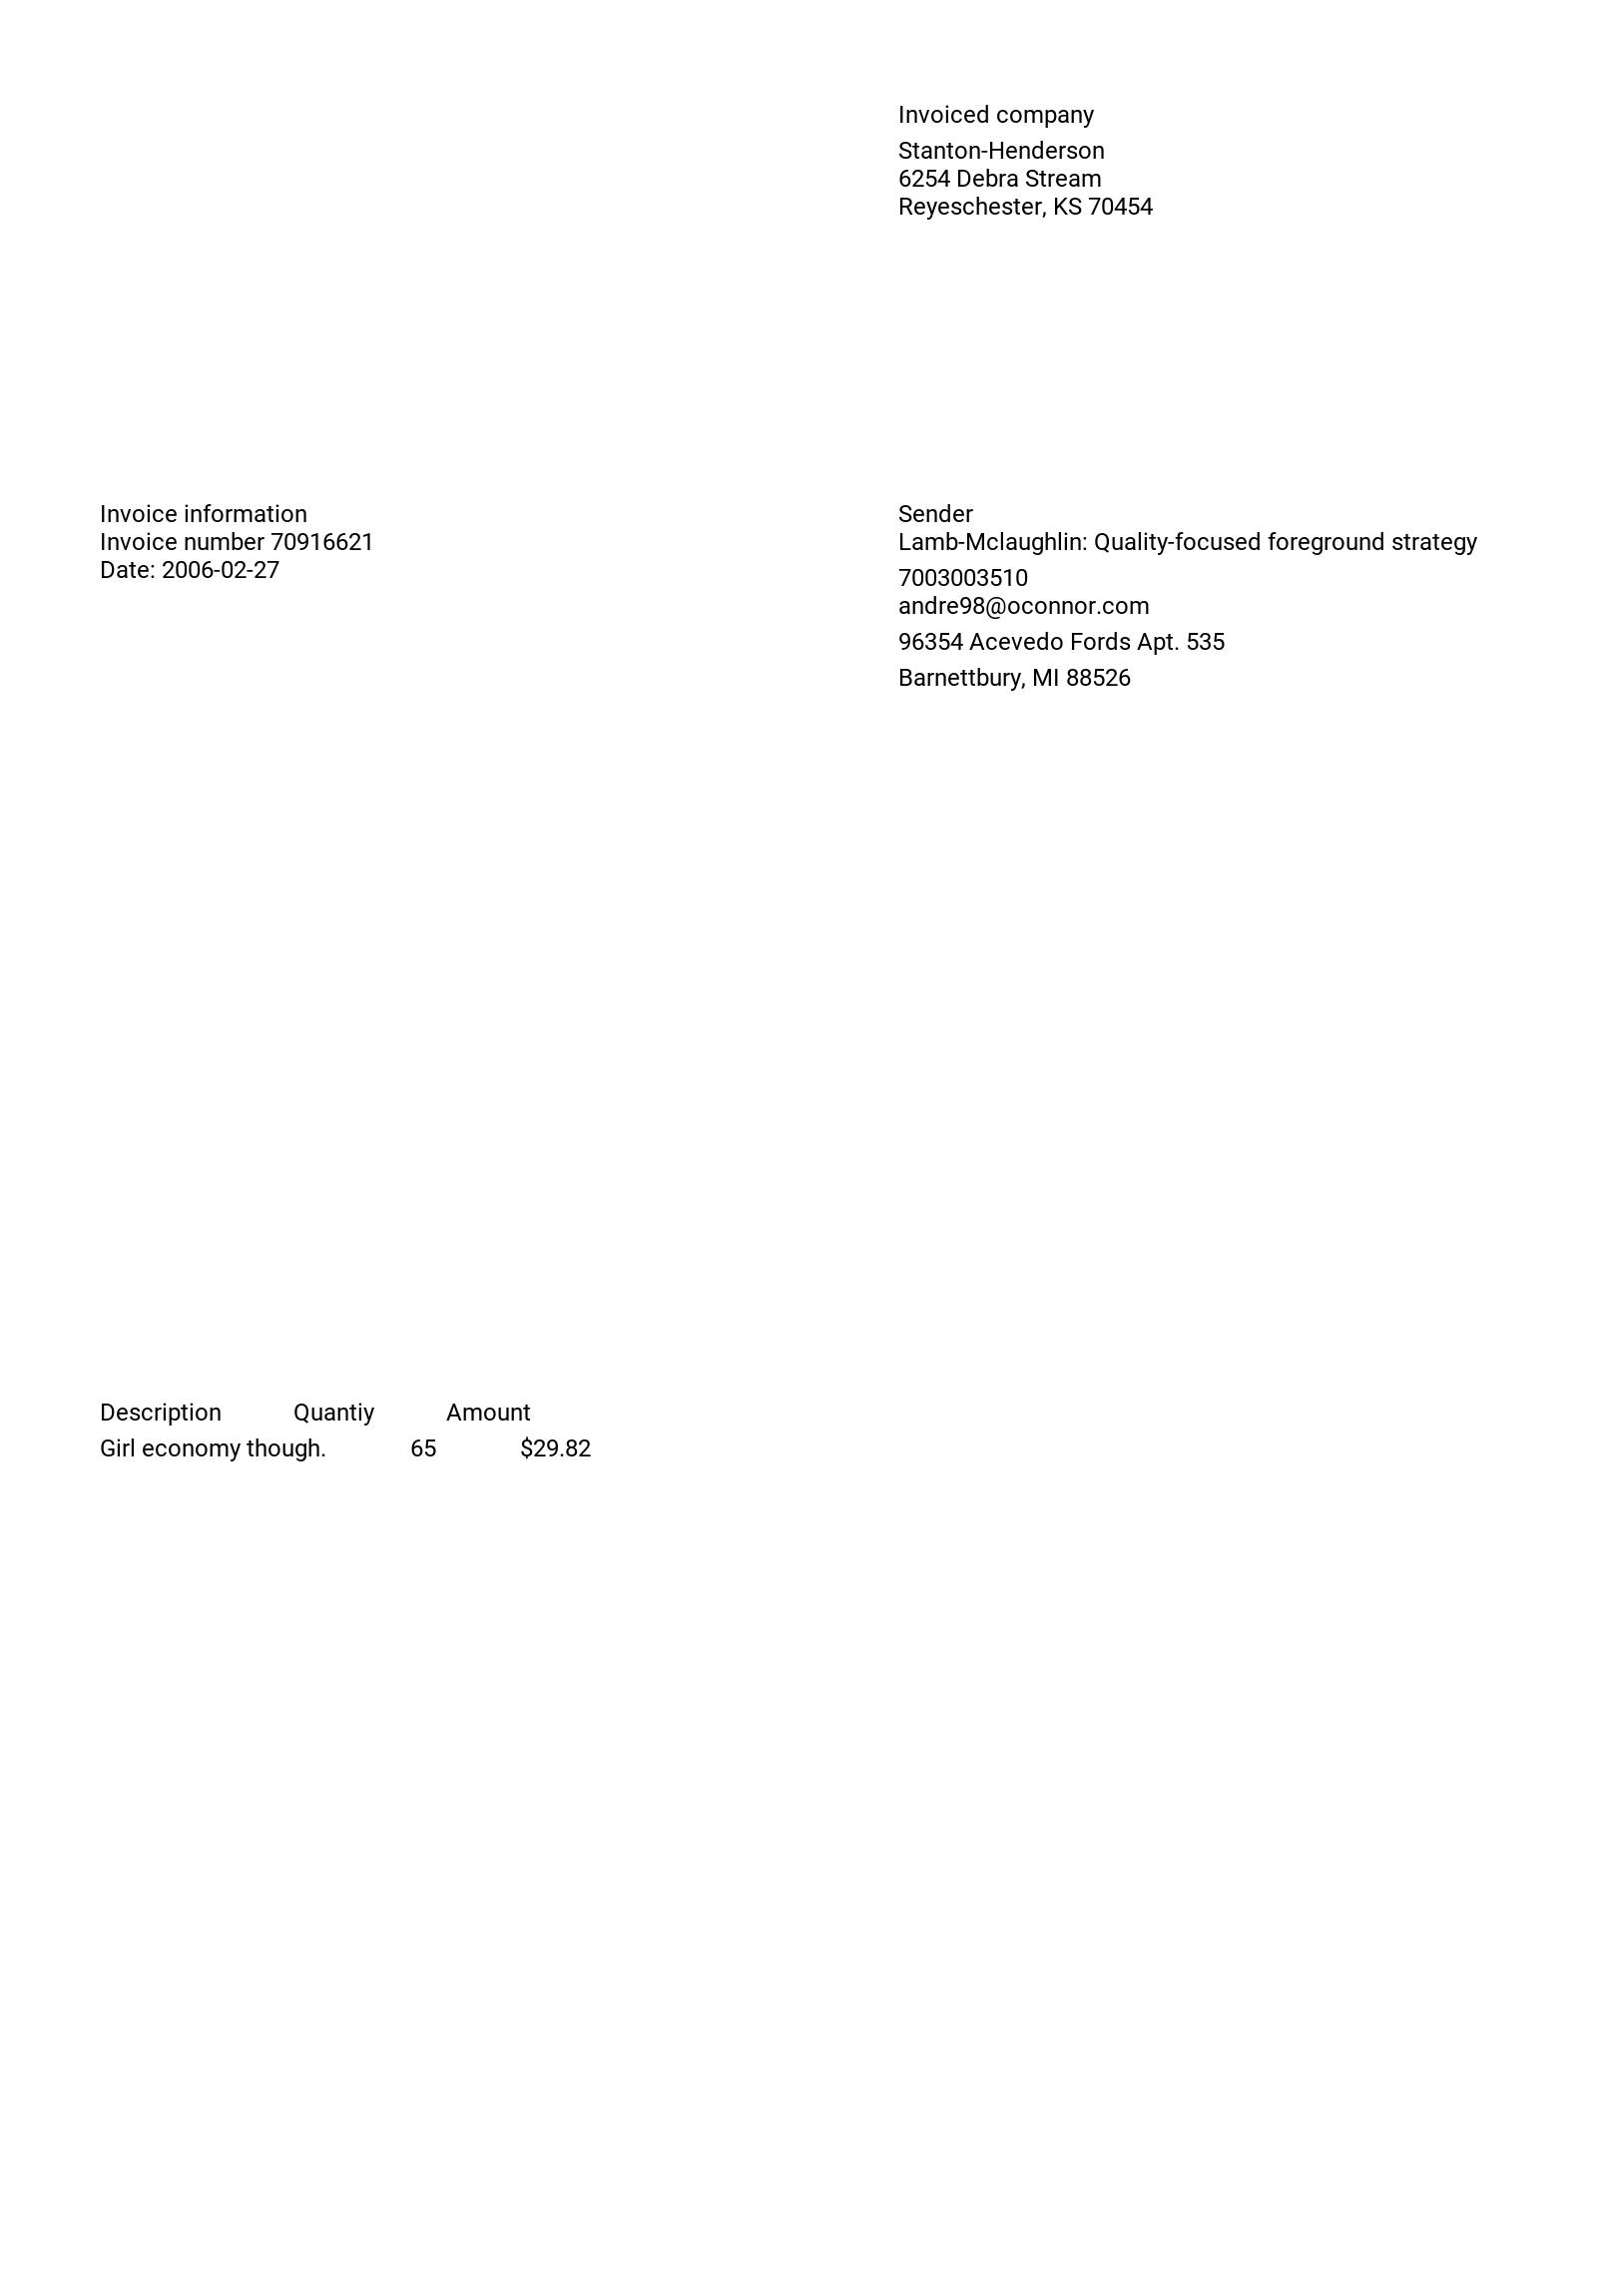 Invoiced company
Stanton-Henderson
6254 Debra Stream
Reyeschester, KS 70454
Invoice information
Invoice number 70916621
Date: 2006-02-27
Sender
Lamb-Mclaughlin: Quality-focused foreground strategy
7003003510
andre98@oconnor.com
96354 Acevedo Fords Apt. 535
Barnettbury, MI 88526
Description Quantiy Amount
Girl economy though. 65 $29.82